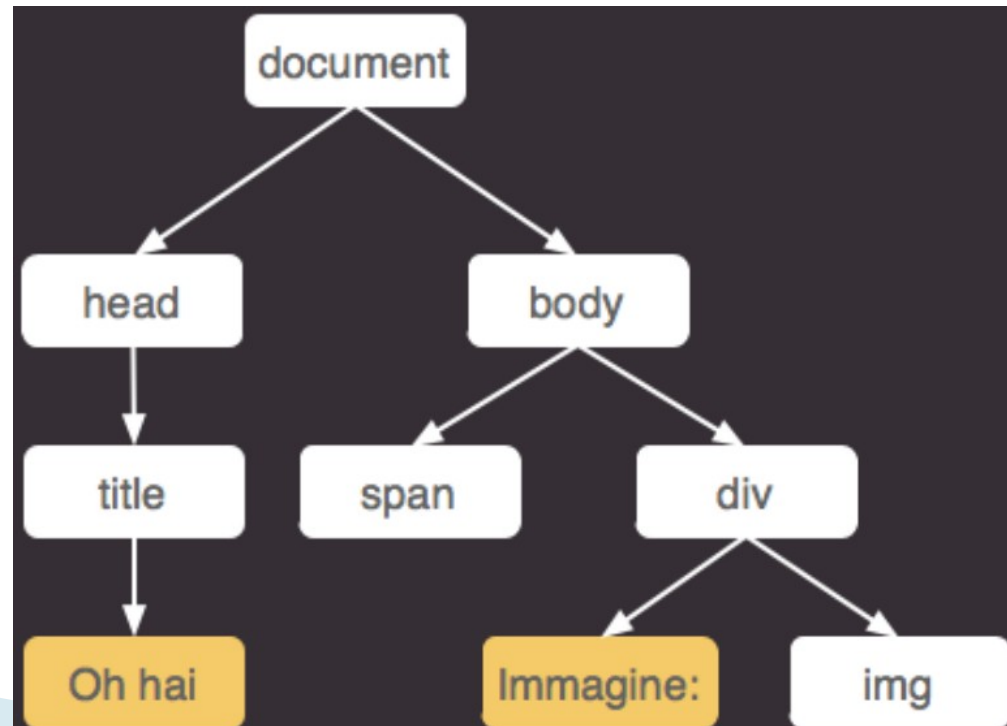 document
head
body
title
span
div
Oh hai
Immagine:
img